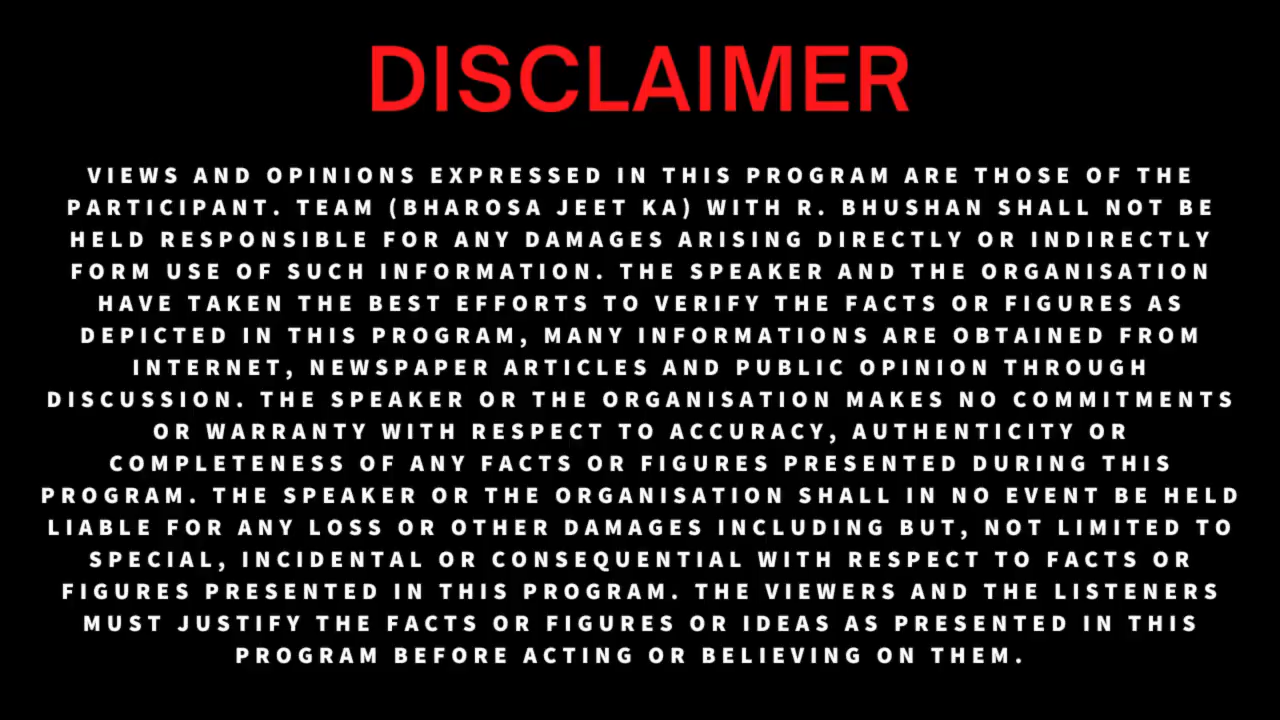 DISCLAIMER
VIEWS AND OPINIONS EXPRESSED IN THIS PROGRAM ARE THOSE OF THE
PARTICIPANT. TEAM (BHAROSA JEET KA) WITH R. BHUSHAN SHALL NOT BE
HELD RESPONSIBLE FOR ANY DAMAGES ARISING DIRECTLY OR INDIRECTLY
FORM USE OF SUCH INFORMATION. THE SPEAKER AND THE ORGANISATION
HAVE TAKEN THE BEST EFFORTS TO VERIFY THE FACTS OR FIGURES AS
DEPICTED IN THIS PROGRAM, MANY INFORMATIONS ARE OBTAINED FROM
INTERNET, NEWSPAPER ARTICLES AND PUBLIC OPINION THROUGH
DISCUSSION. THE SPEAKER OR THE ORGANISATION MAKES NO COMMITMENTS
OR WARRANTY WITH RESPECT TO ACCURACY, AUTHENTICITY OR
COMPLETENESS OF ANY FACTS OR FIGURES PRESENTED DURING THIS
PROGRAM. THE SPEAKER OR THE ORGANISATION SHALL IN NO EVENT BE HELD
LIABLE FOR ANY LOSS OR OTHER DAMAGES INCLUDING BUT, NOT LIMITED TO
SPECIAL, INCIDENTAL OR CONSEQUENTIAL WITH RESPECT TO FACTS OR
FIGURES PRESENTED IN THIS PROGRAM. THE VIEWERS AND THE LISTENERS
MUST JUSTIFY THE FACTS OR FIGURES OR IDEAS AS PRESENTED IN THIS
PROGRAM BEFORE ACTING OR BELIEVING ON THEM.